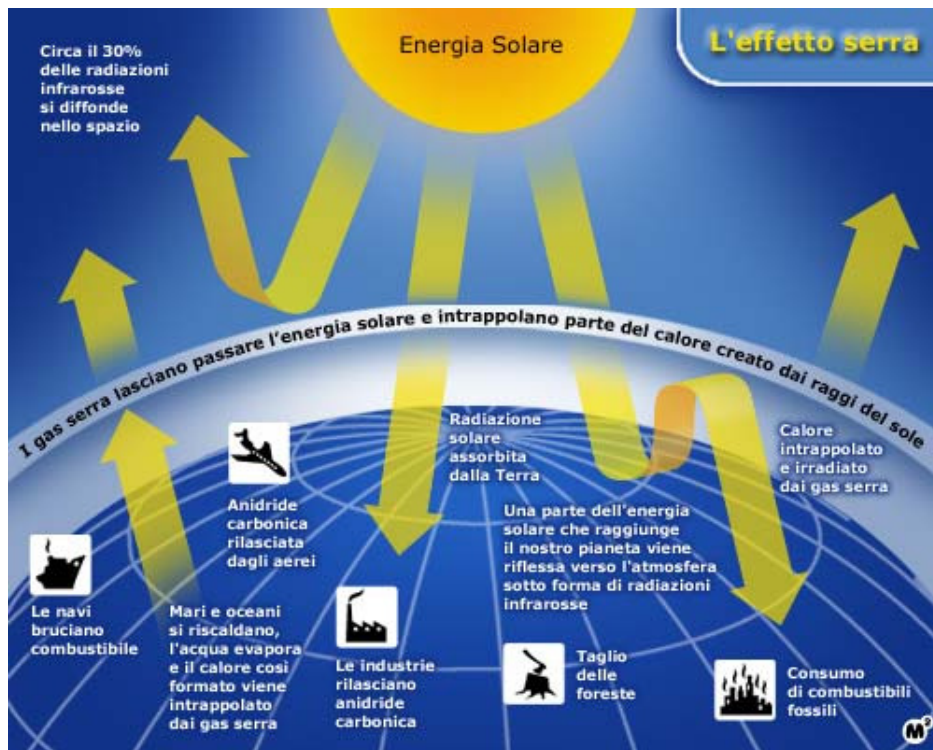 L'effetto serra
Energia Solare
Circa il 30%
delle radiazioni
infrarosse
si diffonde
nello spazio
I gas serra lasciano passare l'energia solare e intrappolano parte del calore creato dai raggi del sole
Radiazione
solare
assorbita
dalla Terra
Calore
intrappolato
e irradiato
dai gas serra
Anidride
carbonica
rilasciata
dagli aerei
Una parte dell'energia
solare che raggiunge
il nostro pianeta viene
riflessa verso l'atmosfera
sotto forma di radiazioni
infrarosse
Le navi
bruciano
combustibile
Mari e oceani
si riscaldano,
l'acqua evapora
e il calore così
formato viene
intrappolato
dai gas serra
Le industrie
rilasciano
anidride
carbonica
Taglio
delle
foreste
Consumo
di combustibili
fossili